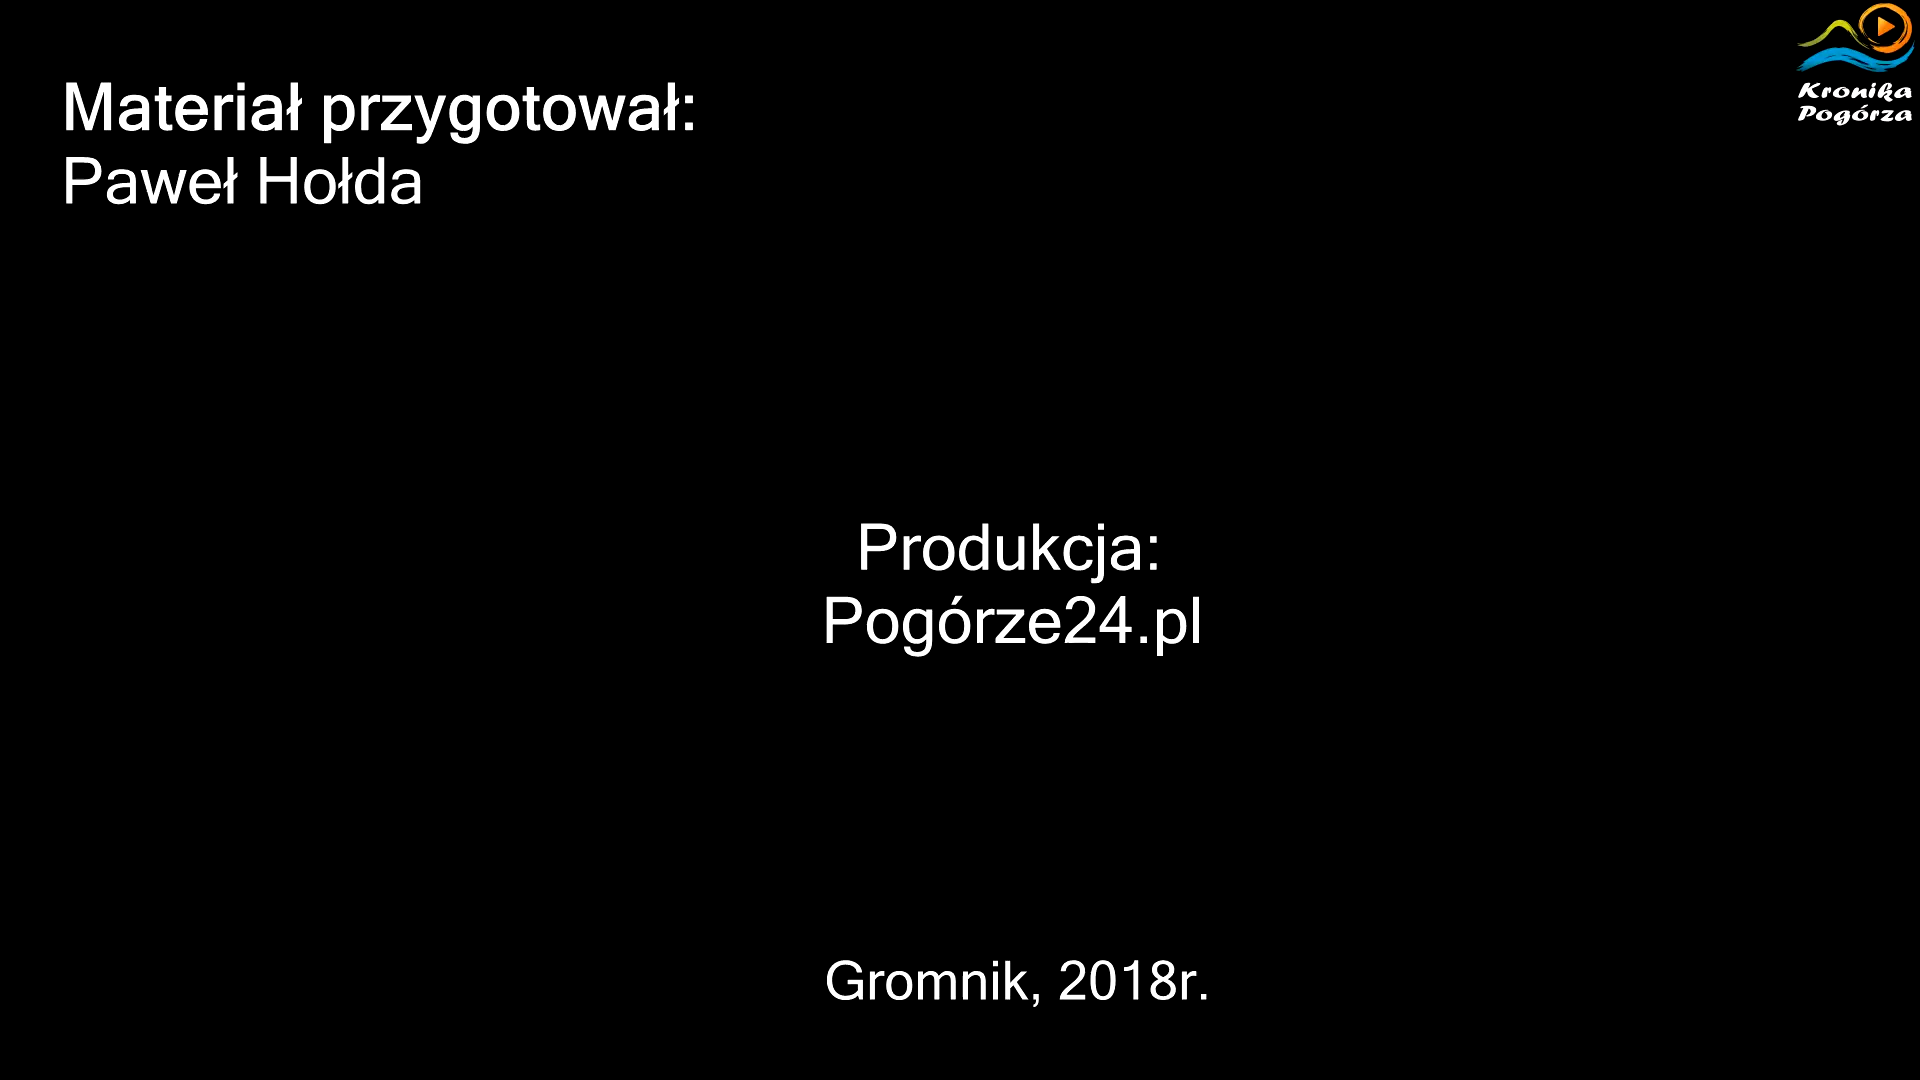 Materiał przygotował:
Paweł Hołda
Kronika
Pogórza
Produkcja:
Pogórze24.pl
Gromnik, 2018r.